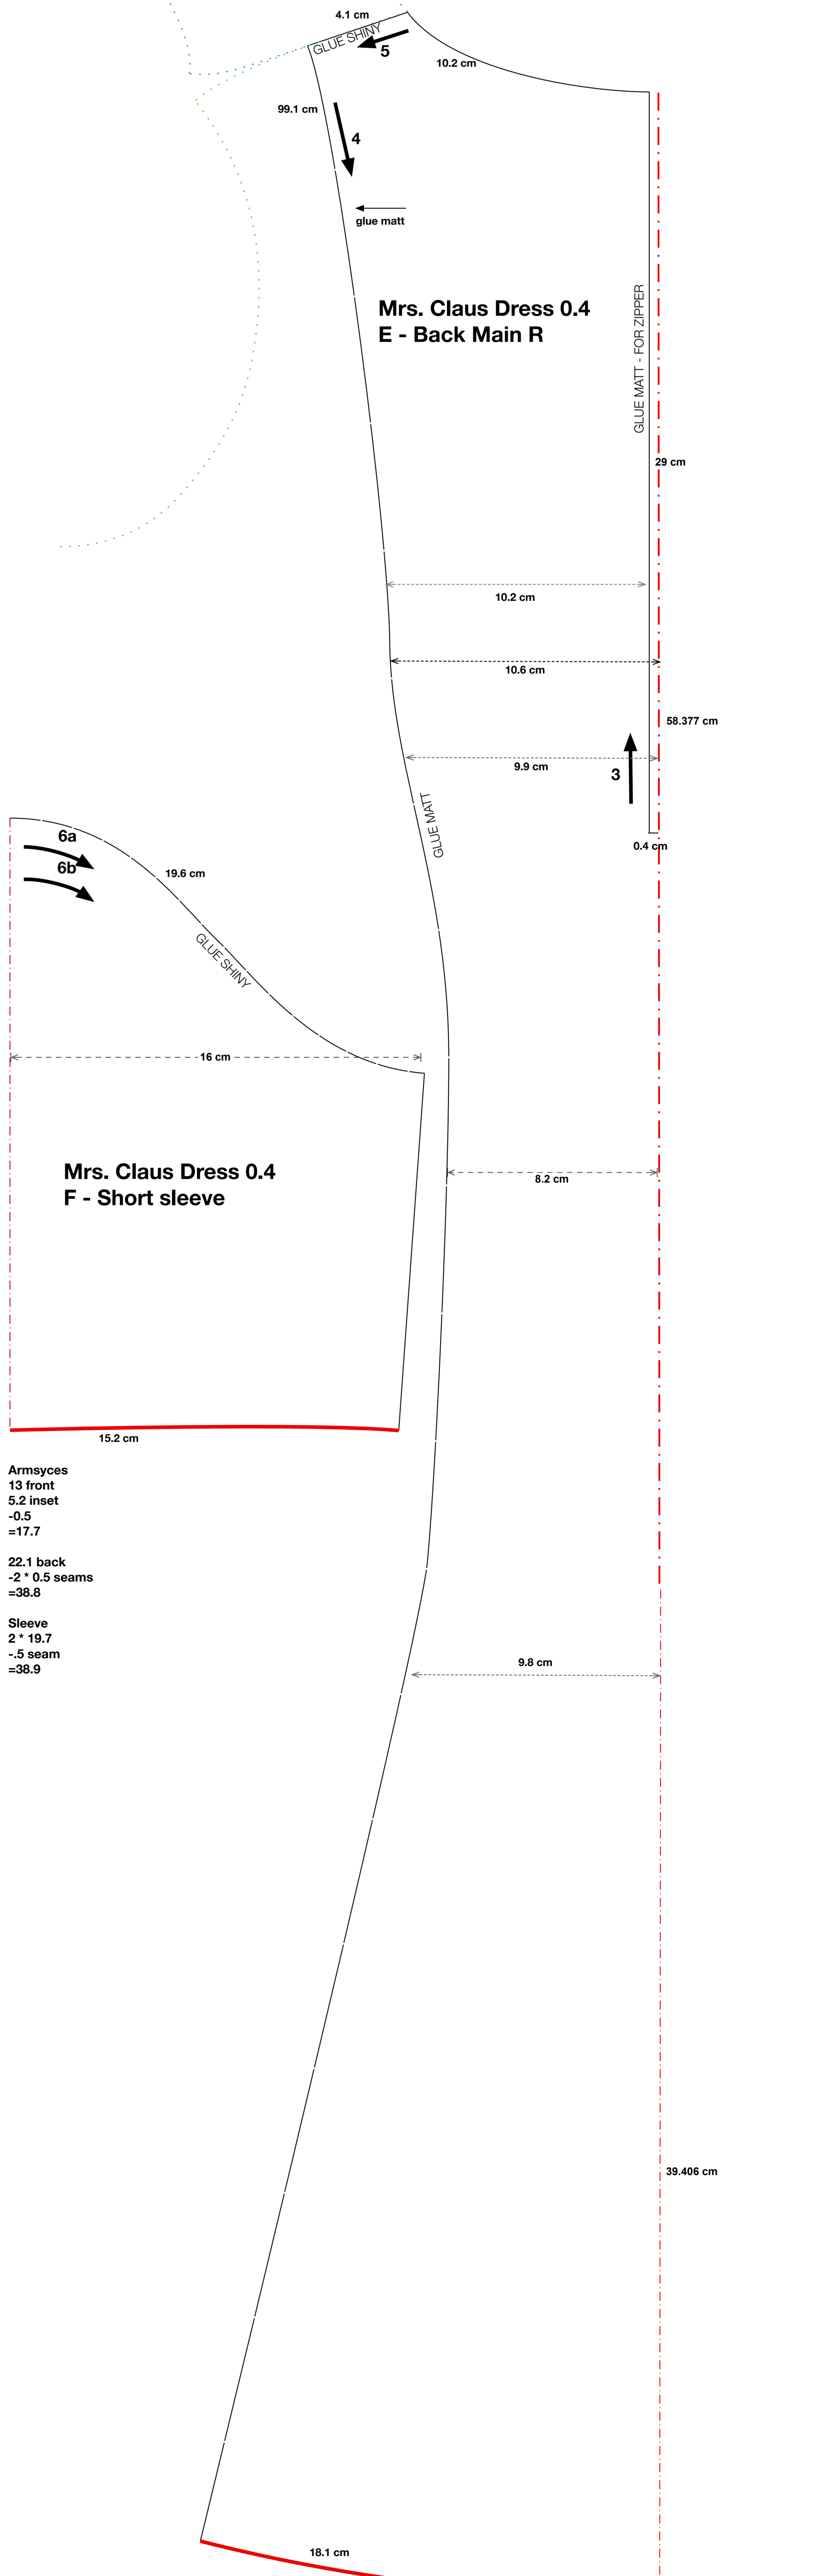 4.1 cm
GLUE SHINY
5
10.2 cm
99.1 cm
4
glue matt
Mrs. Claus Dress 0.4
E - Back Main R
GLUE MATT - FOR ZIPPER
29 cm
10.2 cm
10.6 cm
58.377 cm
9.9 cm
3
GLUE MATT
0.4 cm
6a
6b
19.6 cm
GLUE SHINY
16 cm
Mrs. Claus Dress 0.4
F - Short sleeve
8.2 cm
15.2 cm
Armsyces
13 front
5.2 inset
-0.5
=17.7
22.1 back
-2 * 0.5 seams
=38.8
Sleeve
2 * 19.7
-.5 seam
=38.9
9.8 cm
39.406 cm
18.1 cm